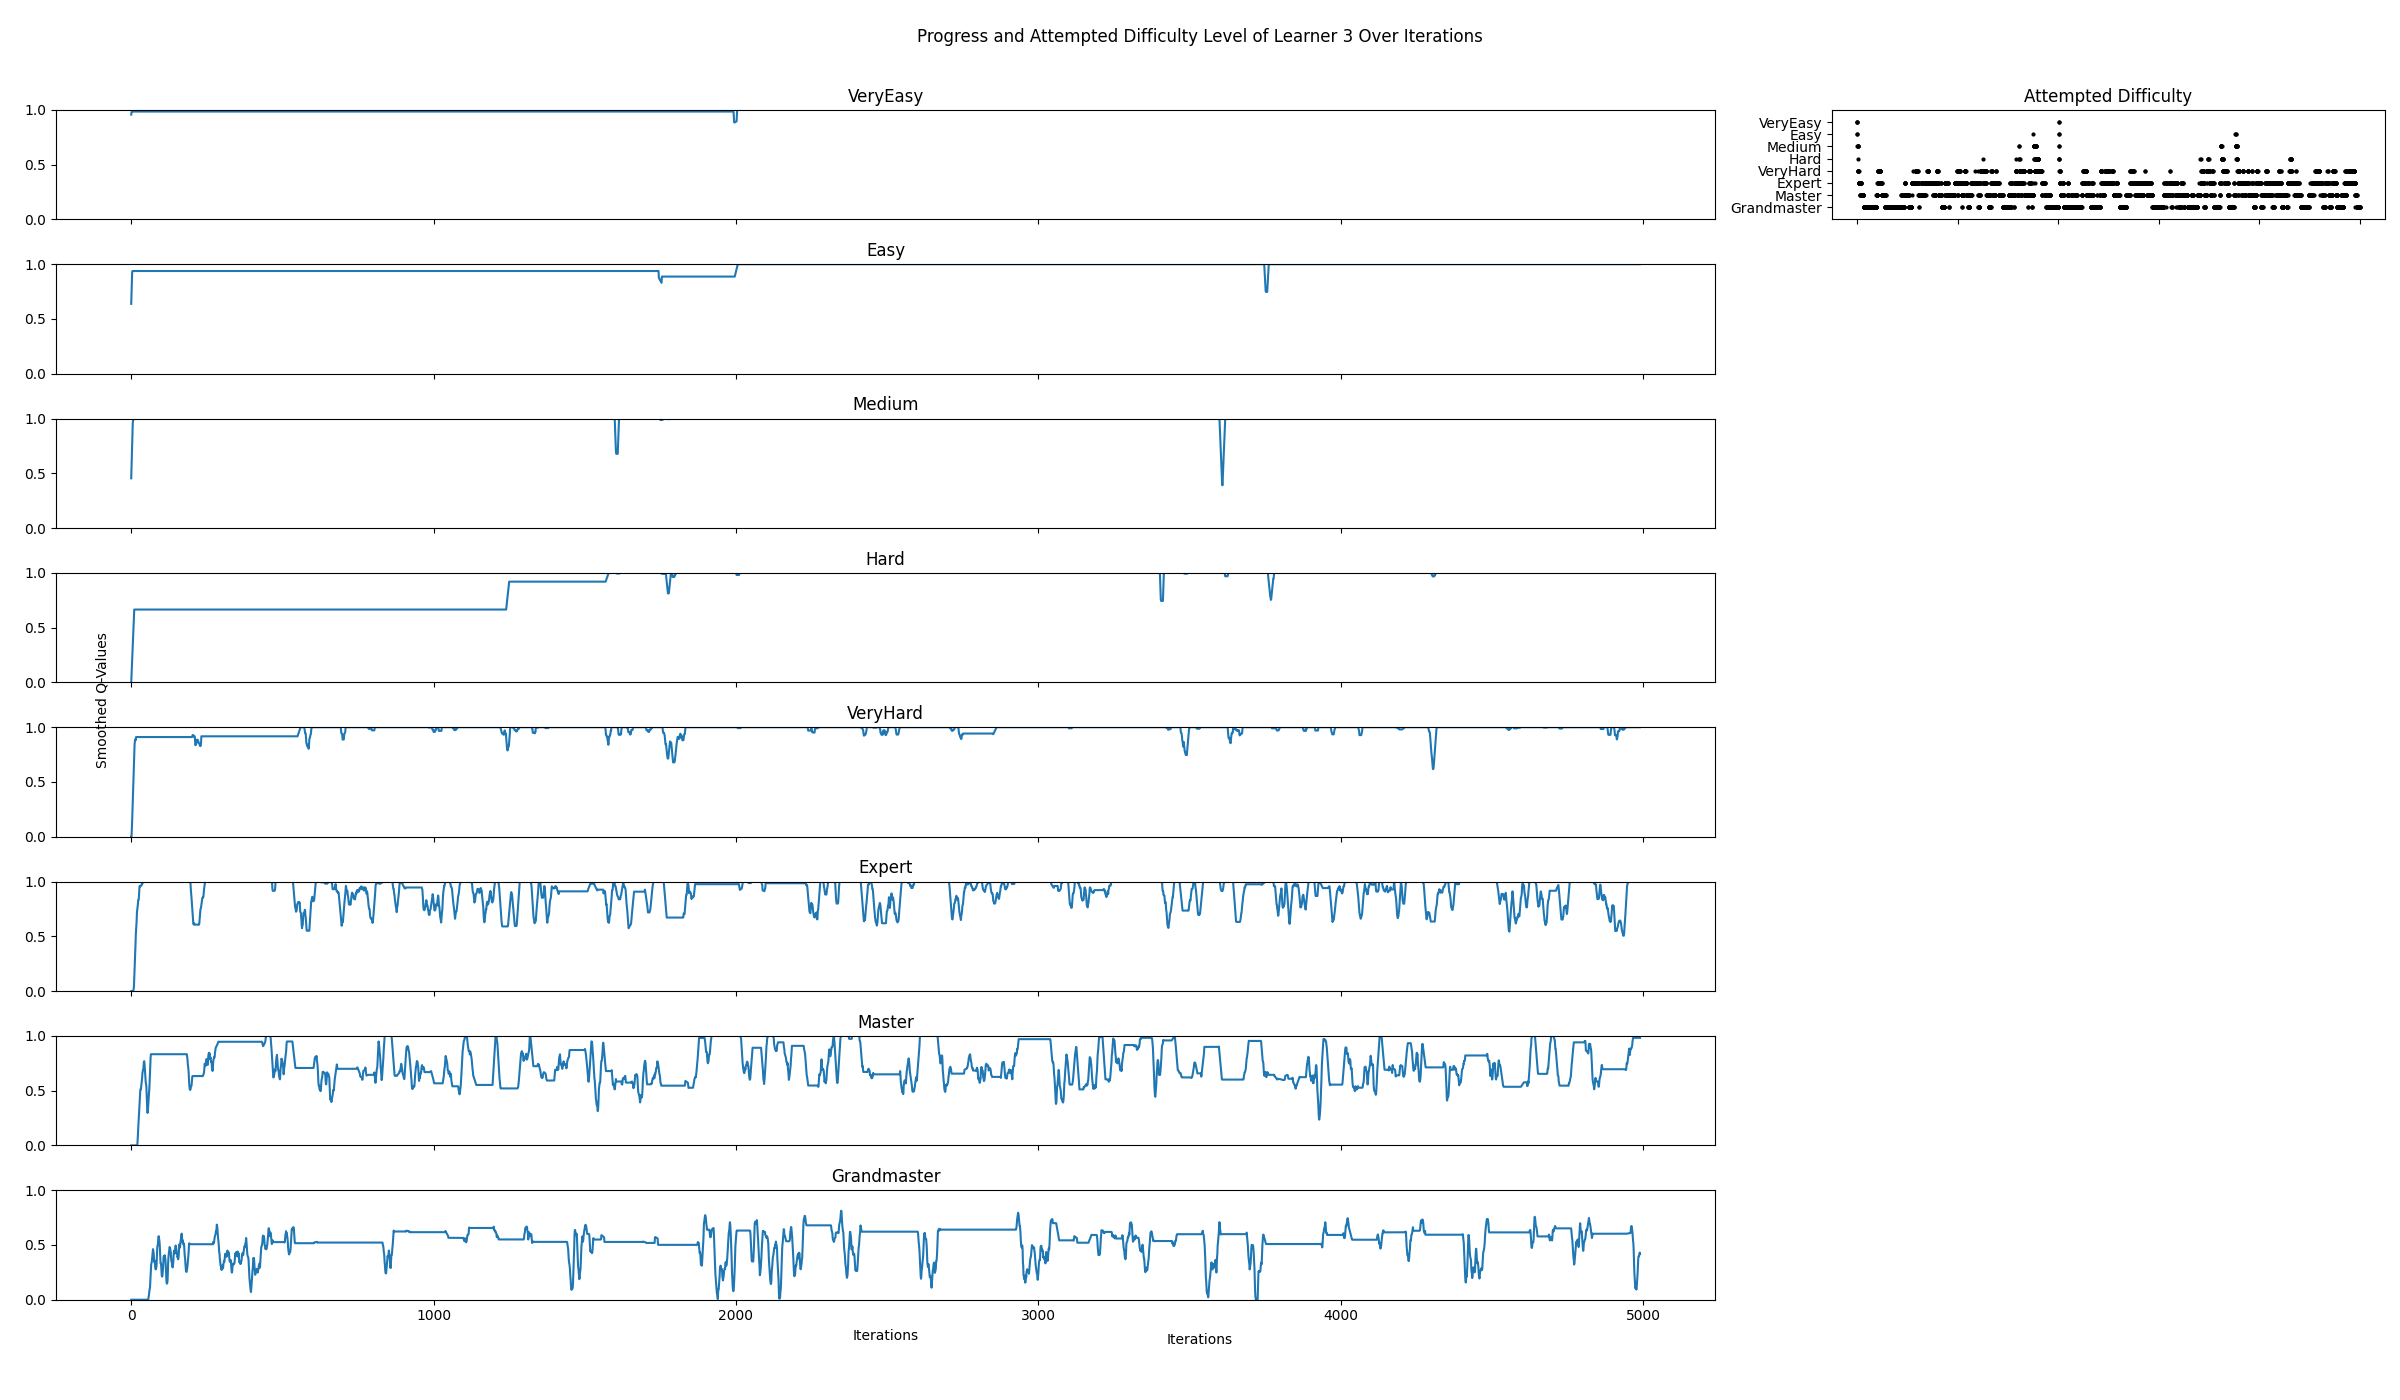 Progress and Attempted Difficulty Level of Learner 3 Over Iterations
VeryEasy
1.0
0.5
0.0
Easy
1.0
0.5
0.0
Medium
1.0
0.5
0.0
Hard
1.0
0.5
0.0
VeryHard
1.0
0.5
0.0
Expert
1.0
0.5
0.0
Master
1.0
0.5
0.0
Grandmaster
1.0
0.5
0.0
0 1000 2000 3000 4000 5000
Iterations
Iterations
Smoothed Q-Values
Attempted Difficulty
VeryEasy
Easy
Medium
Hard
VeryHard
Expert
Master
Grandmaster